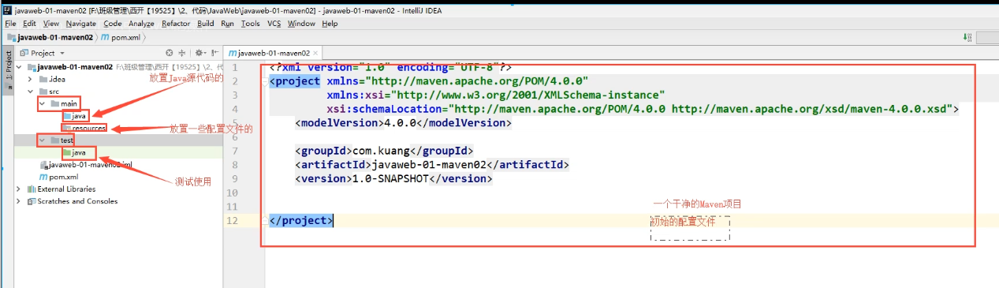 javaweb-01-maven02 [F:\班级管理\西开【19525】\2、代码\JavaWeb\javaweb-01-maven02] - javaweb-01-maven02 - IntelliJ IDEA
File Edit View Navigate Code Analyze Refactor Build Run Tools VCS Window Help
javaweb-01-maven02 pom.xml
1: Project
Project
javaweb-01-maven02
javaweb-01-maven02 F:\班级管理\西开【19525】\2、代
.idea
放置Java源代码的
src
main
java
resources
放置一些配置文件的
test
java
javaweb-01-maven02.iml
pom.xml
测试使用
External Libraries
Scratches and Consoles
1 <?xml version="1.0" encoding="UTF-8"?>
2 <project xmlns="http://maven.apache.org/POM/4.0.0"
3 xmlns:xsi="http://www.w3.org/2001/XMLSchema-instance"
4 xsi:schemaLocation="http://maven.apache.org/POM/4.0.0 http://maven.apache.org/xsd/maven-4.0.0.xsd">
5 <modelVersion>4.0.0</modelVersion>
6
7 <groupId>com.kuang</groupId>
8 <artifactId>javaweb-01-maven02</artifactId>
9 <version>1.0-SNAPSHOT</version>
10
11
12 </project>
一个干净的Maven项目
初始的配置文件